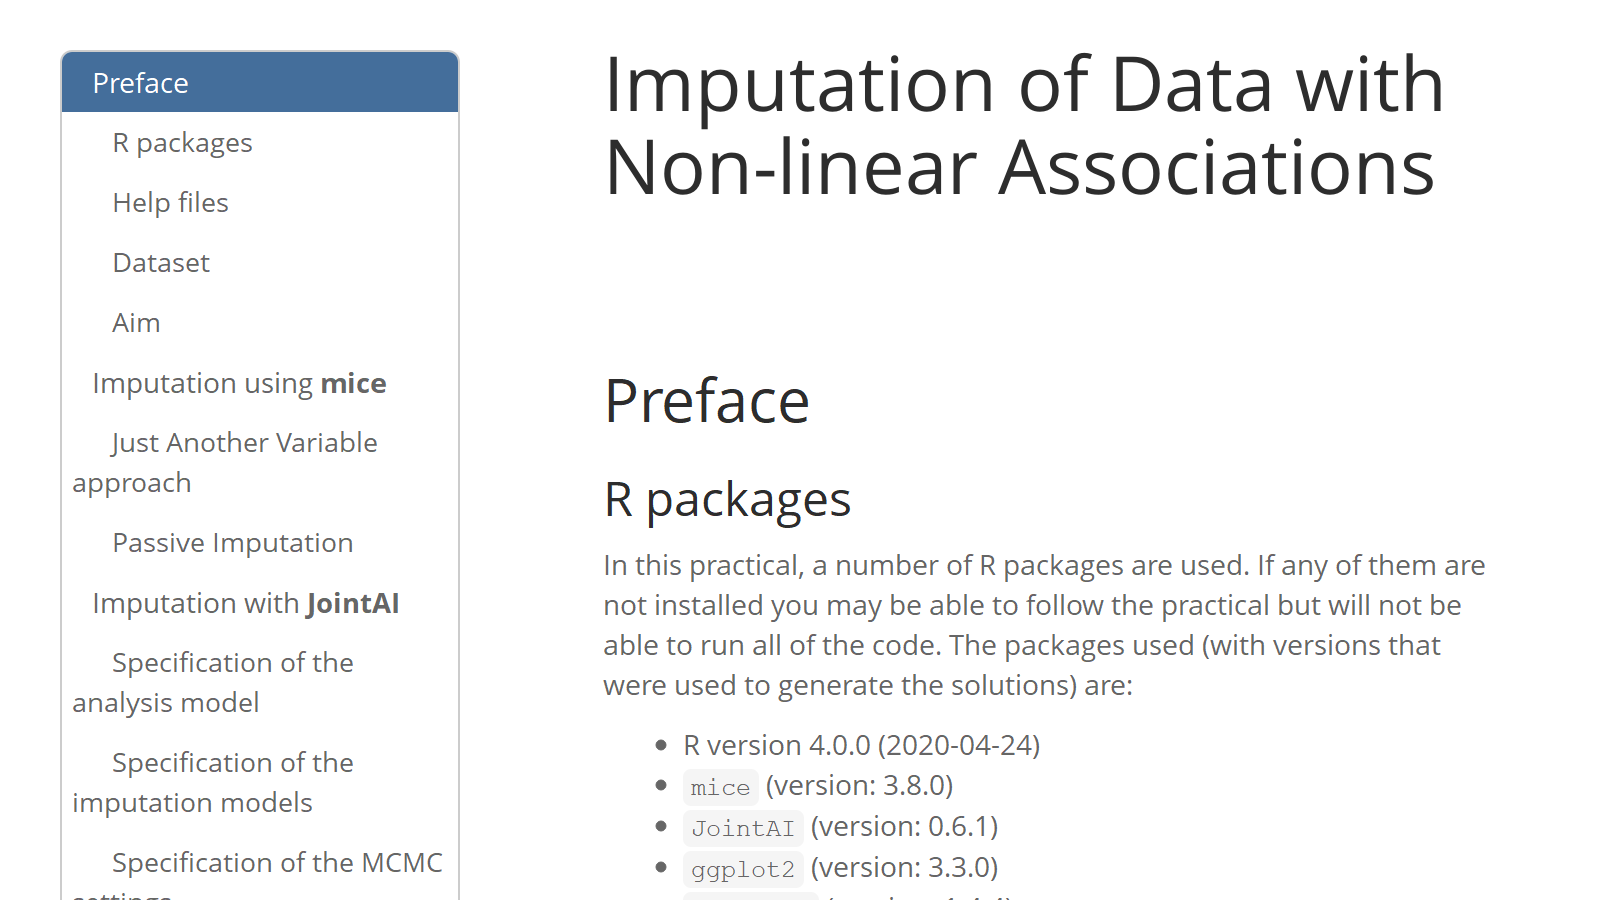 Preface
R packages
Help files
Dataset
Aim
Imputation using mice
Just Another Variable
approach
Passive Imputation
Imputation with JointAI
Specification of the
analysis model
Specification of the
imputation models
Specification of the MCMC
Imputation of Data with
Non-linear Associations
Preface
R packages
In this practical, a number of R packages are used. If any of them are
not installed you may be able to follow the practical but will not be
able to run all of the code. The packages used (with versions that
were used to generate the solutions) are:
R version 4.0.0 (2020-04-24)
mice (version: 3.8.0)
JointAI (version: 0.6.1)
ggplot2 (version: 3.3.0)